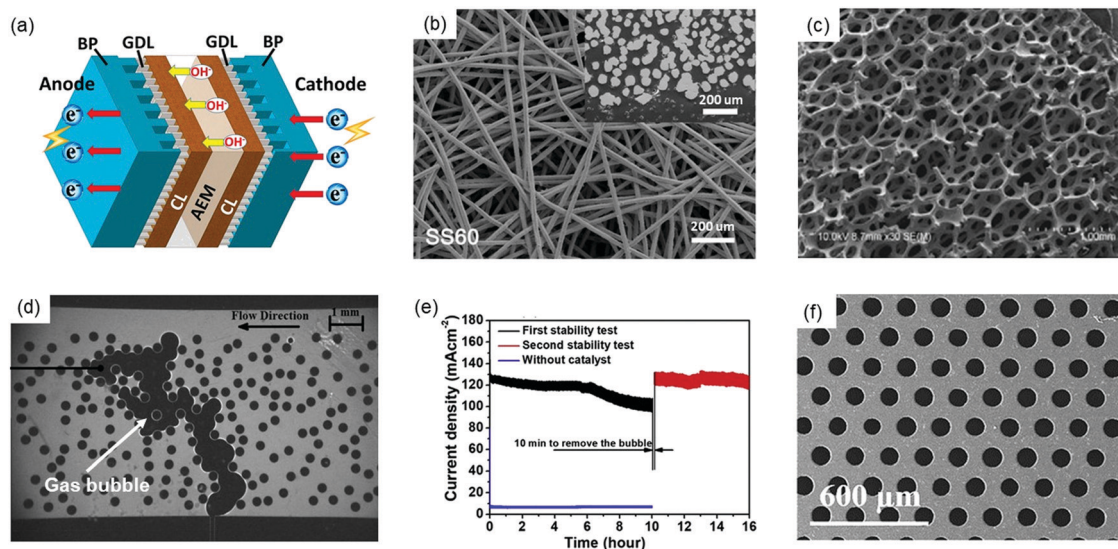 (a)
BP
GDL
GDL
BP
Anode
Cathode
OH⁻
OH⁻
OH⁻
e⁻
e⁻
e⁻
e⁻
e⁻
e⁻
CL
AEM
CL
(b)
200 um
SS60
200 um
(c)
10.0kV 8.7mm x30 SE(M)
1.00mm
(d)
Flow Direction
1 mm
Gas bubble
(e)
Current density (mAcm⁻²)
180
160
140
120
100
80
60
40
20
0
First stability test
Second stability test
Without catalyst
10 min to remove the bubble
0 2 4 6 8 10 12 14 16
Time (hour)
(f)
600 μm